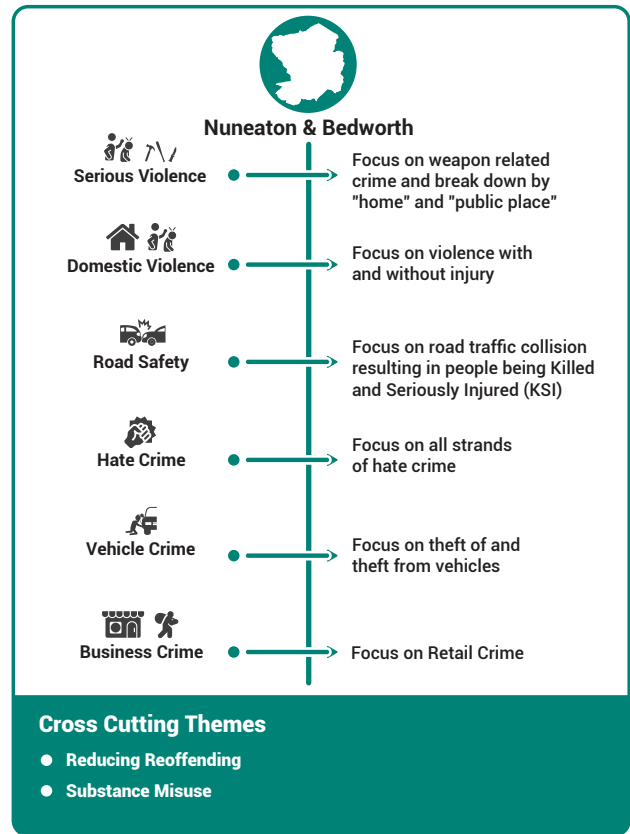 Nuneaton & Bedworth
Serious Violence
Focus on weapon related
crime and break down by
"home" and "public place"
Domestic Violence
Focus on violence with
and without injury
Road Safety
Focus on road traffic collision
resulting in people being Killed
and Seriously Injured (KSI)
Hate Crime
Focus on all strands
of hate crime
Vehicle Crime
Focus on theft of and
theft from vehicles
Business Crime
Focus on Retail Crime
Cross Cutting Themes
● Reducing Reoffending
● Substance Misuse